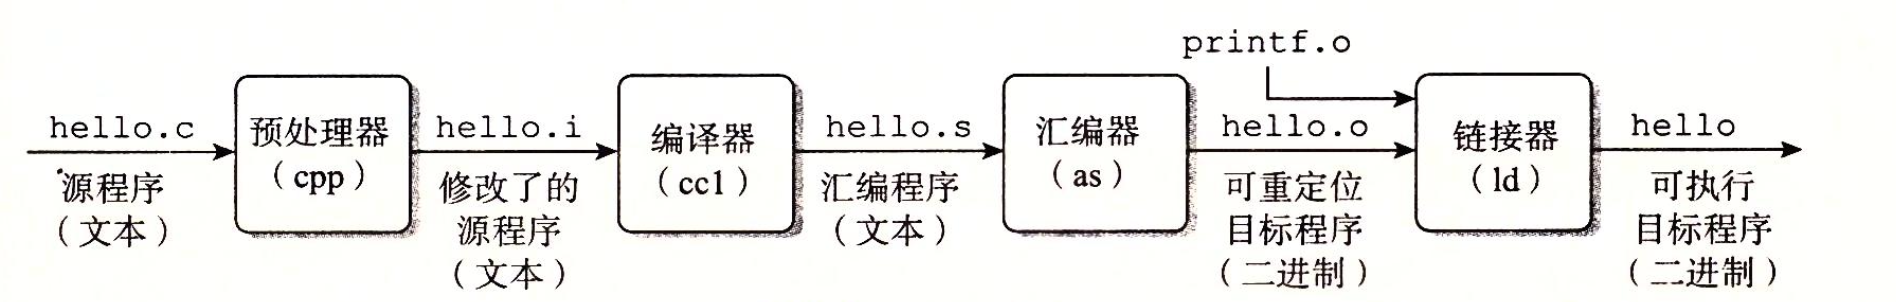 printf.o
hello.c
预处理器
(cpp)
hello.i
编译器
(cc1)
hello.s
汇编器
(as)
hello.o
链接器
(ld)
hello
源程序
(文本)
修改了的
源程序
(文本)
汇编程序
(文本)
可重定位
目标程序
(二进制)
可执行
目标程序
(二进制)